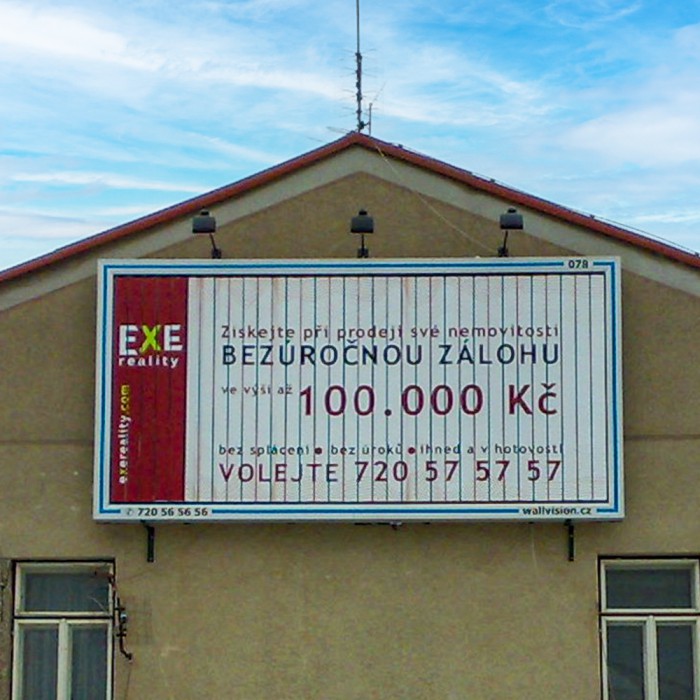 078
EXE
reality
exereality.com
Získejte při prodeji své nemovitosti
BEZÚROČNOU ZÁLOHU
ve výši až 100.000 Kč
bez splácení • bez úroků • ihned a v hotovosti
VOLEJTE 720 57 57 57
✆ 720 56 56 56
wallvision.cz